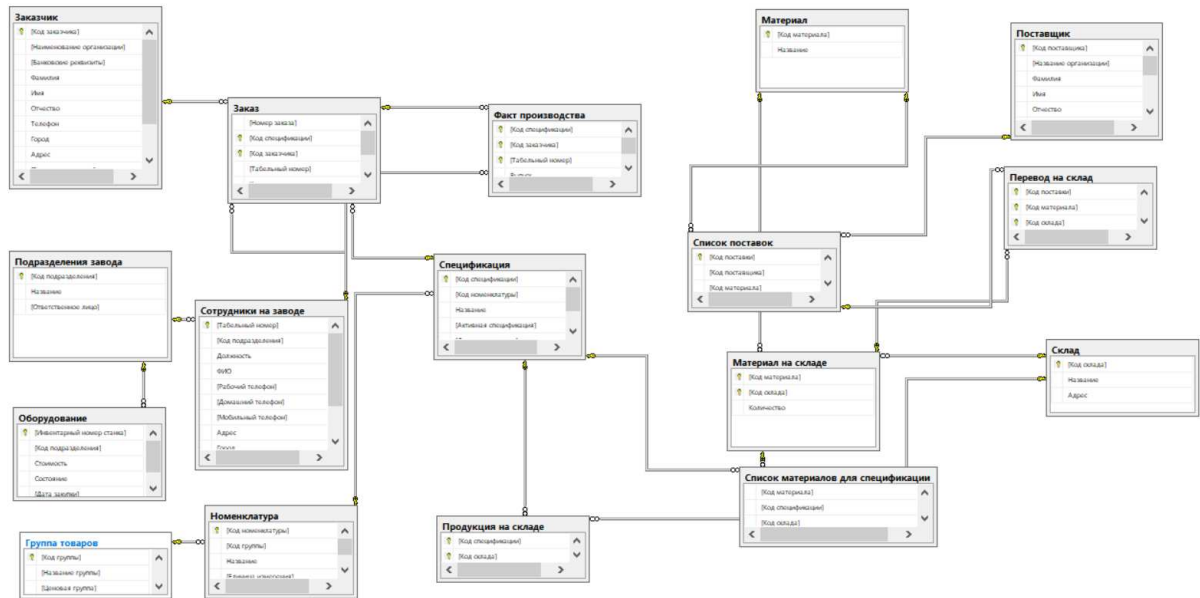 Заказчик
[Код заказчика]
[Наименование организации]
[Банковские реквизиты]
Фамилия
Имя
Отчество
Телефон
Город
Адрес
Заказ
[Номер заказа]
[Код спецификации]
[Код заказчика]
[Табельный номер]
Факт производства
[Код спецификации]
[Код заказчика]
[Табельный номер]
Выпуск
Материал
[Код материала]
Название
Поставщик
[Код поставщика]
[Название организации]
Фамилия
Имя
Отчество
Перевод на склад
[Код поставки]
[Код материала]
[Код склада]
Список поставок
[Код поставки]
[Код поставщика]
[Код материала]
Подразделения завода
[Код подразделения]
Название
[Ответственное лицо]
Сотрудники на заводе
[Табельный номер]
[Код подразделения]
Должность
ФИО
[Рабочий телефон]
[Домашний телефон]
[Мобильный телефон]
Адрес
Город
Спецификация
[Код спецификации]
[Код номенклатуры]
Название
[Активная спецификация]
Материал на складе
[Код материала]
[Код склада]
Количество
Склад
[Код склада]
Название
Адрес
Оборудование
[Инвентарный номер станка]
[Код подразделения]
Стоимость
Состояние
[Дата закупки]
Список материалов для спецификации
[Код материала]
[Код спецификации]
[Код склада]
Номенклатура
[Код номенклатуры]
[Код группы]
Название
[Единица измерения]
Продукция на складе
[Код спецификации]
[Код склада]
Группа товаров
[Код группы]
[Название группы]
[Ценовая группа]